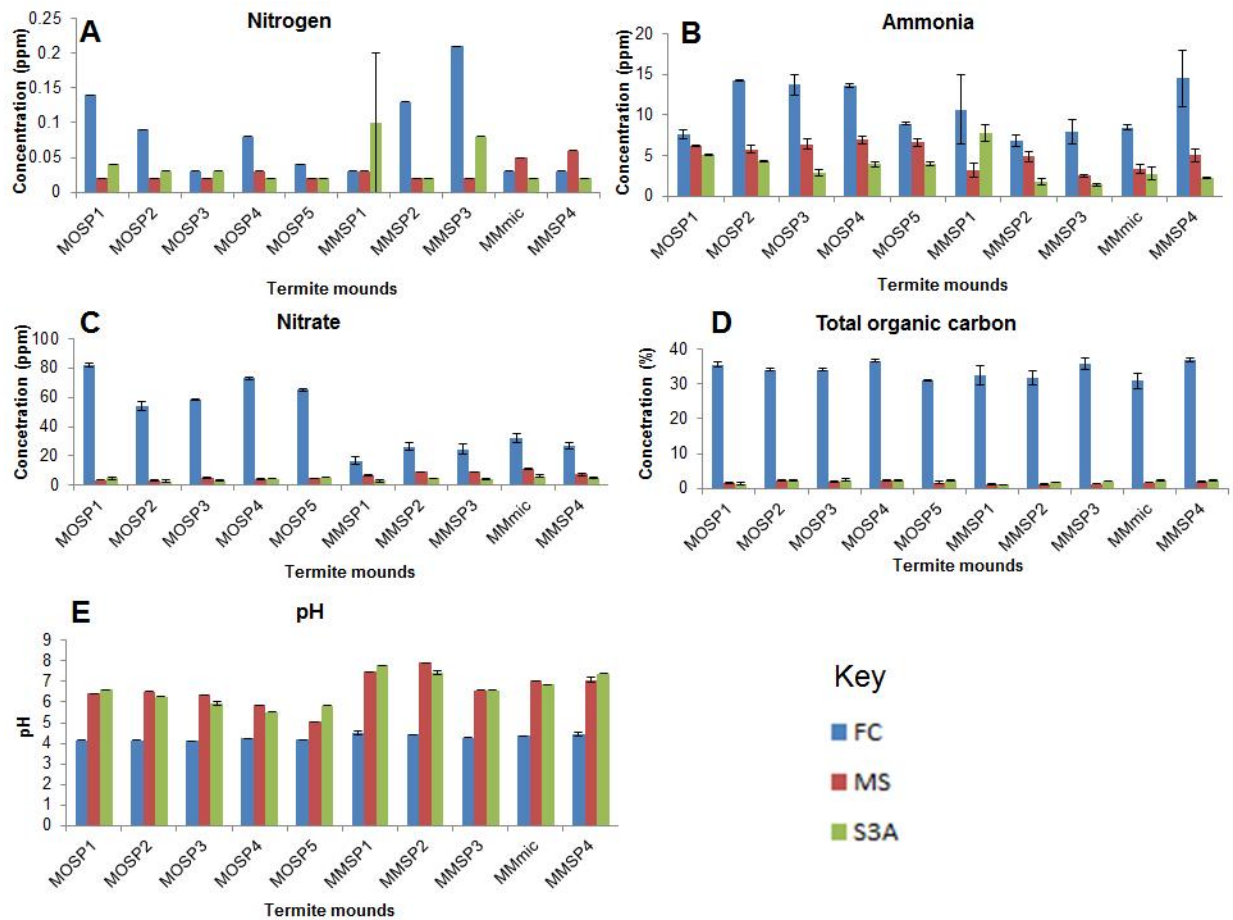 A
Nitrogen
Concentration (ppm)
0.25
0.2
0.15
0.1
0.05
0
MOSP1
MOSP2
MOSP3
MOSP4
MOSP5
MMSP1
MMSP2
MMSP3
MMmic
MMSP4
Termite mounds
B
Ammonia
Concentration (ppm)
20
15
10
5
0
MOSP1
MOSP2
MOSP3
MOSP4
MOSP5
MMSP1
MMSP2
MMSP3
MMmic
MMSP4
Termite mounds
C
Nitrate
Concetration (ppm)
100
80
60
40
20
0
MOSP1
MOSP2
MOSP3
MOSP4
MOSP5
MMSP1
MMSP2
MMSP3
MMmic
MMSP4
Termite mounds
D
Total organic carbon
Concetration (%)
40
30
20
10
0
MOSP1
MOSP2
MOSP3
MOSP4
MOSP5
MMSP1
MMSP2
MMSP3
MMmic
MMSP4
Termite mounds
E
pH
pH
9
8
7
6
5
4
3
2
1
0
MOSP1
MOSP2
MOSP3
MOSP4
MOSP5
MMSP1
MMSP2
MMSP3
MMmic
MMSP4
Termite mounds
Key
FC
MS
S3A